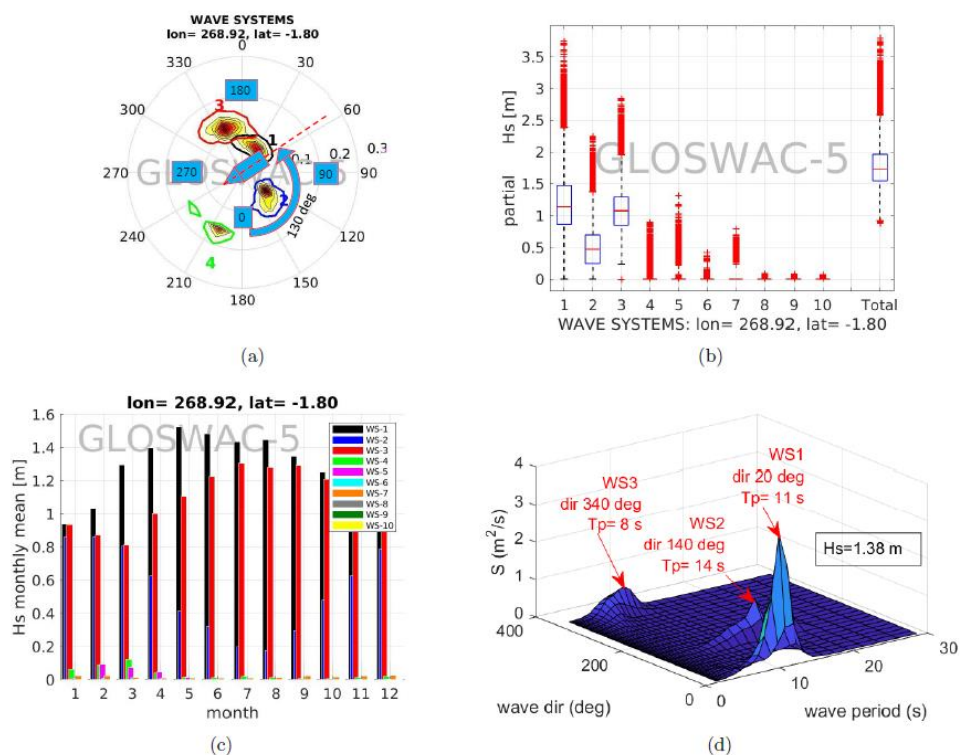 WAVE SYSTEMS
lon= 268.92, lat= -1.80
0
330
30
300
60
270
90
240
120
210
150
180
180
3
1
0.1
0.2
0.3
GLOSWAC-5
270
90
2
0
130 deg
4
(a)
Hs [m]
partial
4
3.5
3
2.5
2
1.5
1
0.5
0
GLOSWAC-5
1 2 3 4 5 6 7 8 9 10 Total
WAVE SYSTEMS: lon= 268.92, lat= -1.80
(b)
lon= 268.92, lat= -1.80
GLOSWAC-5
Hs monthly mean [m]
1.6
1.4
1.2
1
0.8
0.6
0.4
0.2
0
WS-1
WS-2
WS-3
WS-4
WS-5
WS-6
WS-7
WS-8
WS-9
WS-10
1 2 3 4 5 6 7 8 9 10 11 12
month
(c)
S (m²/s)
4
3
2
1
0
WS1
dir 20 deg
Tp= 11 s
WS3
dir 340 deg
Tp= 8 s
WS2
dir 140 deg
Tp= 14 s
Hs=1.38 m
400
200
0
0
10
20
30
wave dir (deg)
wave period (s)
(d)